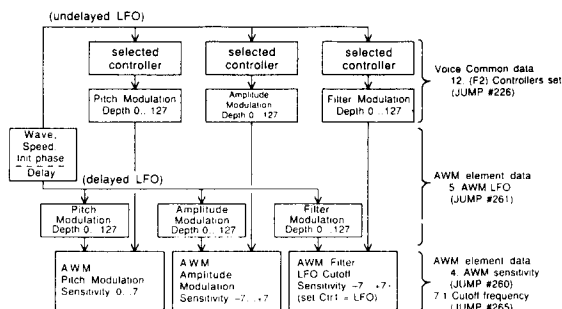 (undelayed LFO)
selected
controller
selected
controller
selected
controller
Pitch Modulation
Depth 0.. 127
Amplitude
Modulation
Depth 0.. 127
Filter Modulation
Depth 0.. 127
Voice Common data
12. (F2) Controllers set
(JUMP #226)
Wave,
Speed.
Init phase
Delay
(delayed LFO)
Pitch
Modulation
Depth 0.. 127
Amplitude
Modulation
Depth 0.. 127
Filter
Modulation
Depth 0.. 127
AWM element data
5. AWM LFO
(JUMP #261)
AWM
Pitch Modulation
Sensitivity 0..7
AWM
Amplitude
Modulation
Sensitivity -7..+7
AWM Filter
LFO Cutoff
Sensitivity -7..+7
(set Ctrl = LFO)
AWM element data
4. AWM sensitivity
(JUMP #260)
7.1 Cutoff frequency
(JUMP #265)